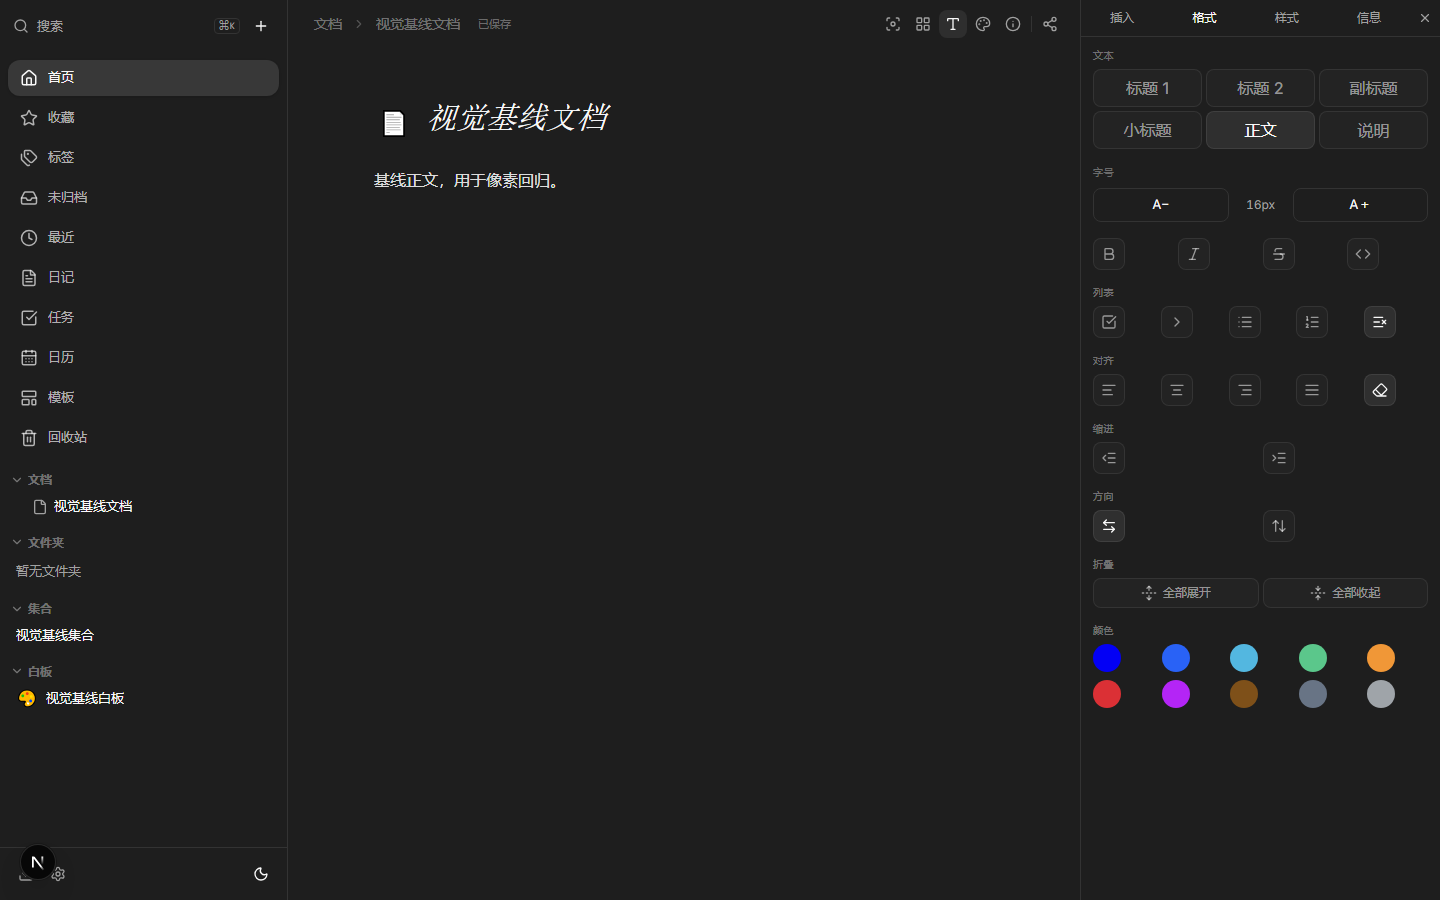 搜索 ⌘K
首页
收藏
标签
未归档
最近
日记
任务
日历
模板
回收站
文档
视觉基线文档
文件夹
暂无文件夹
集合
视觉基线集合
白板
视觉基线白板
N
文档 > 视觉基线文档 已保存
视觉基线文档
基线正文，用于像素回归。
插入 格式 样式 信息
文本
标题 1 标题 2 副标题
小标题 正文 说明
字号
A− 16px A+
列表
对齐
缩进
方向
折叠
全部展开 全部收起
颜色